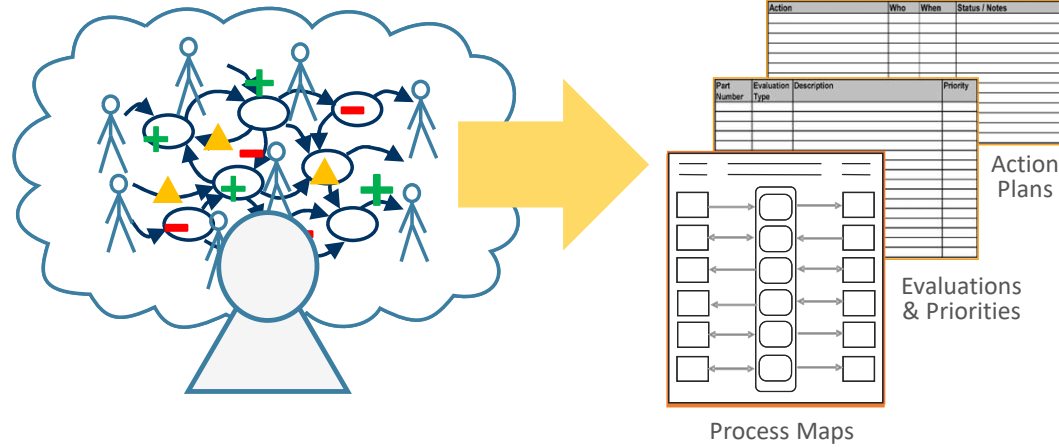 Action Who When Status / Notes
Part Evaluation Description Priority
Number Type
Action
Plans
Evaluations
& Priorities
Process Maps